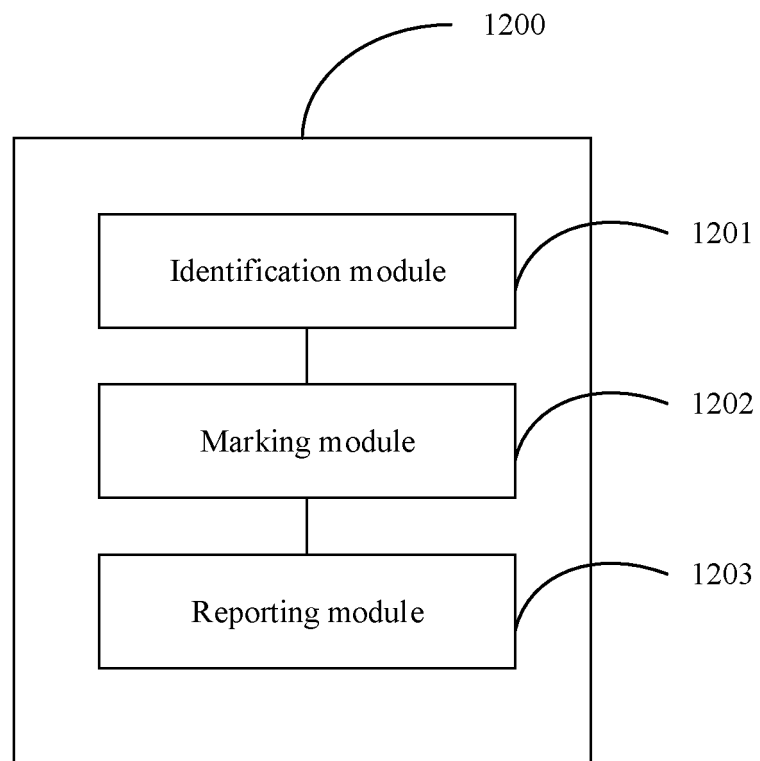 1200
Identification module
1201
Marking module
1202
Reporting module
1203